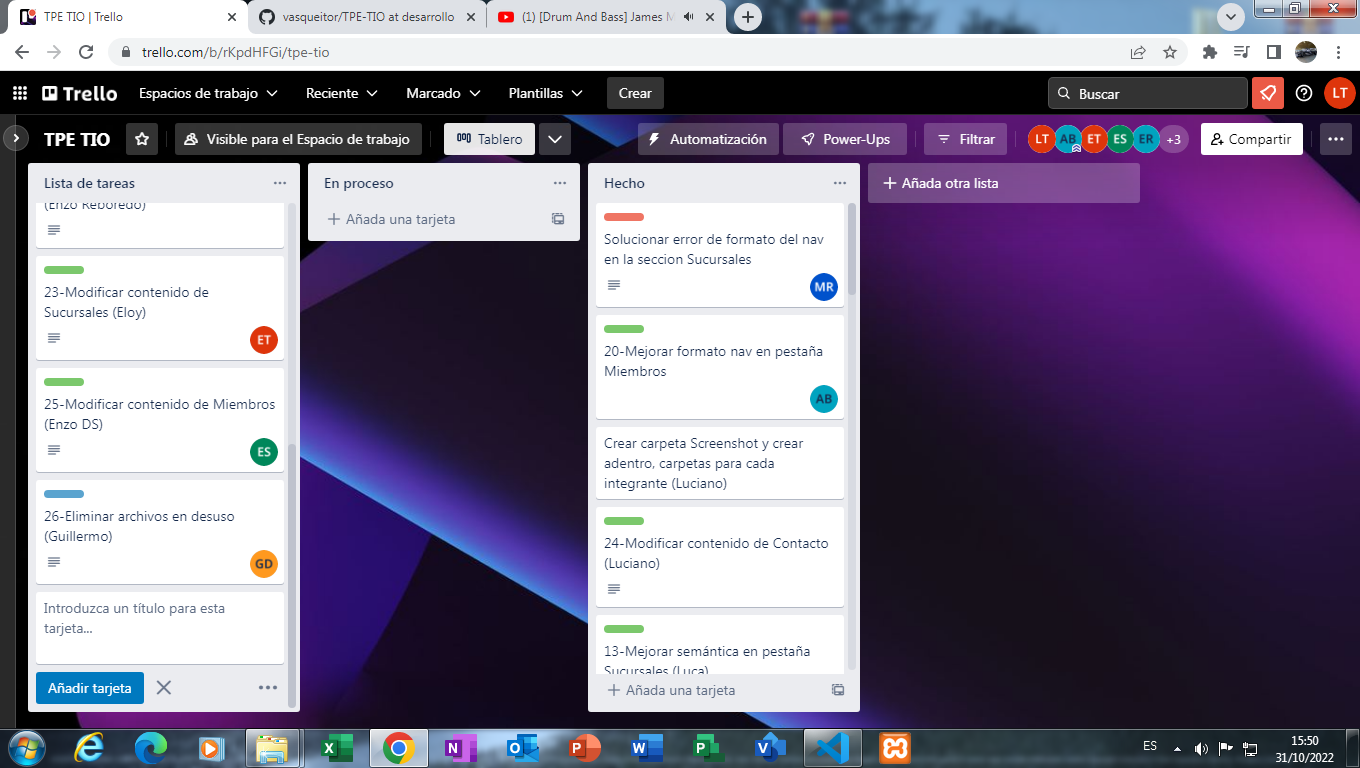 TPE TIO | Trello
vasqueitor/TPE-TIO at desarrollo
(1) [Drum And Bass] James M
trello.com/b/rKpdHFGi/tpe-tio
Trello
Espacios de trabajo
Reciente
Marcado
Plantillas
Crear
Buscar
LT
TPE TIO
Visible para el Espacio de trabajo
Tablero
Automatización
Power-Ups
Filtrar
LT AB ET ES ER +3
Compartir
Lista de tareas
(Enzo Reboredo)
23-Modificar contenido de
Sucursales (Eloy)
ET
25-Modificar contenido de Miembros
(Enzo DS)
ES
26-Eliminar archivos en desuso
(Guillermo)
GD
Introduzca un título para esta
tarjeta...
Añadir tarjeta
En proceso
Añada una tarjeta
Hecho
Solucionar error de formato del nav
en la seccion Sucursales
MR
20-Mejorar formato nav en pestaña
Miembros
AB
Crear carpeta Screenshot y crear
adentro, carpetas para cada
integrante (Luciano)
24-Modificar contenido de Contacto
(Luciano)
13-Mejorar semántica en pestaña
Sucursales (Luca)
Añada una tarjeta
Añada otra lista
ES
15:50
31/10/2022